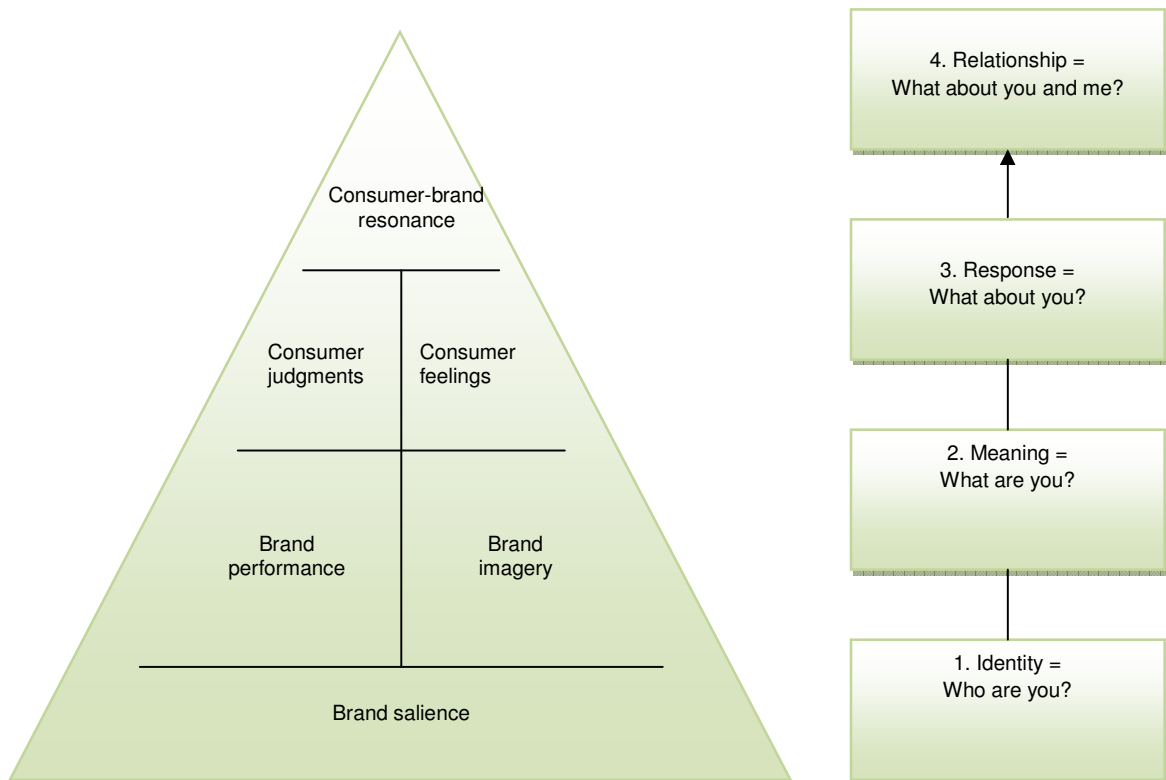 Consumer-brand
resonance
Consumer
judgments
Consumer
feelings
Brand
performance
Brand
imagery
Brand salience
4. Relationship =
What about you and me?
3. Response =
What about you?
2. Meaning =
What are you?
1. Identity =
Who are you?